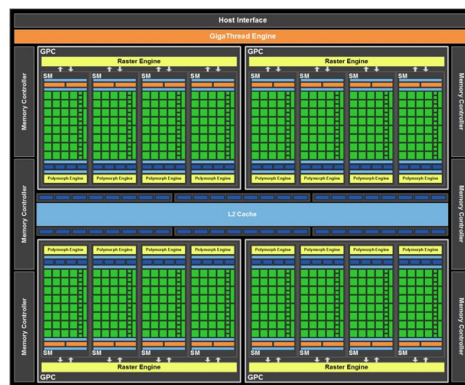 Host Interface
GigaThread Engine
GPC GPC
Raster Engine Raster Engine
SM SM SM SM SM SM SM SM
Memory Controller Memory Controller
Polymorph Engine Polymorph Engine Polymorph Engine Polymorph Engine Polymorph Engine Polymorph Engine Polymorph Engine Polymorph Engine
Memory Controller Memory Controller
L2 Cache
Polymorph Engine Polymorph Engine Polymorph Engine Polymorph Engine Polymorph Engine Polymorph Engine Polymorph Engine Polymorph Engine
Memory Controller Memory Controller
SM SM SM SM SM SM SM SM
Raster Engine Raster Engine
GPC GPC